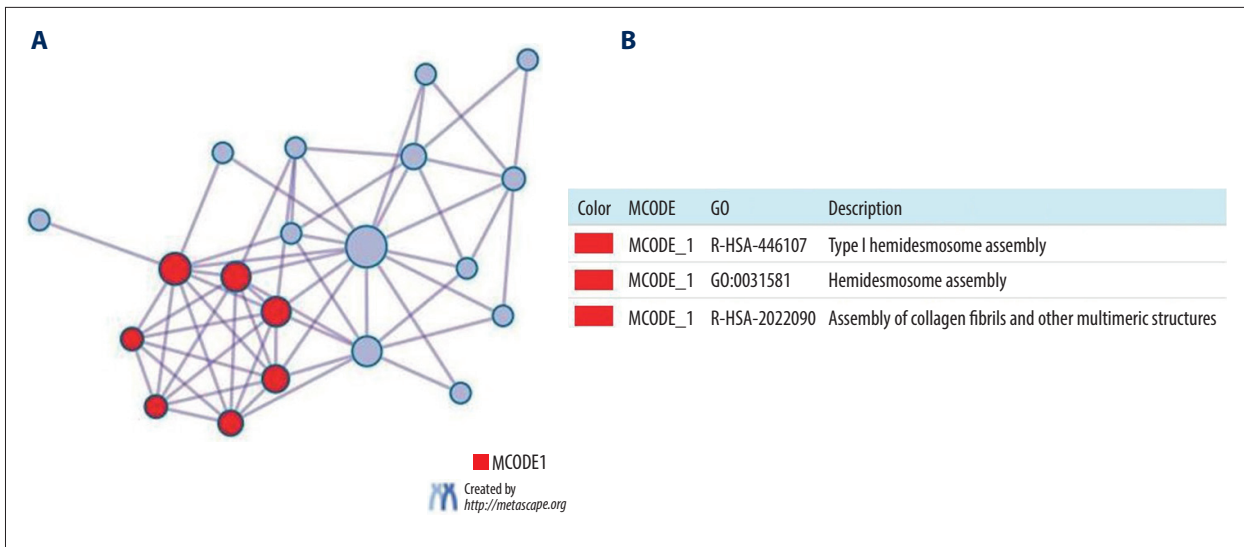 A
B
MCODE1
Created by
http://metascape.org
Color MCODE GO Description
MCODE_1 R-HSA-446107 Type I hemidesmosome assembly
MCODE_1 GO:0031581 Hemidesmosome assembly
MCODE_1 R-HSA-2022090 Assembly of collagen fibrils and other multimeric structures